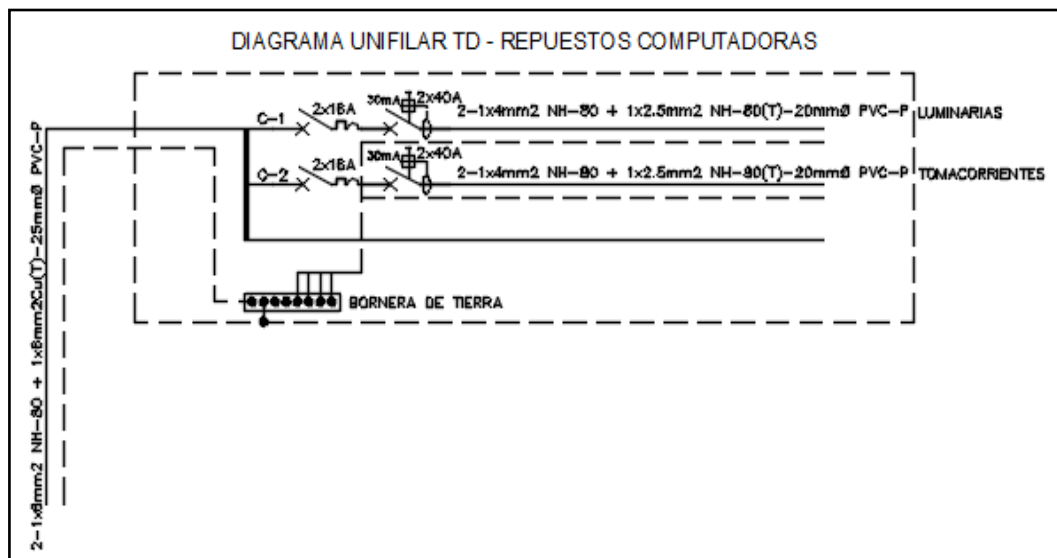 DIAGRAMA UNIFILAR TD - REPUESTOS COMPUTADORAS
C-1
2x16A
30mA
2x40A
2-1x4mm2 NH-80 + 1x2.5mm2 NH-80(T)-20mmØ PVC-P
LUMINARIAS
C-2
2x16A
30mA
2x40A
2-1x4mm2 NH-80 + 1x2.5mm2 NH-80(T)-20mmØ PVC-P
TOMACORRIENTES
BORNERA DE TIERRA
2-1x6mm2 NH-80 + 1x6mm2Cu(T)-25mmØ PVC-P